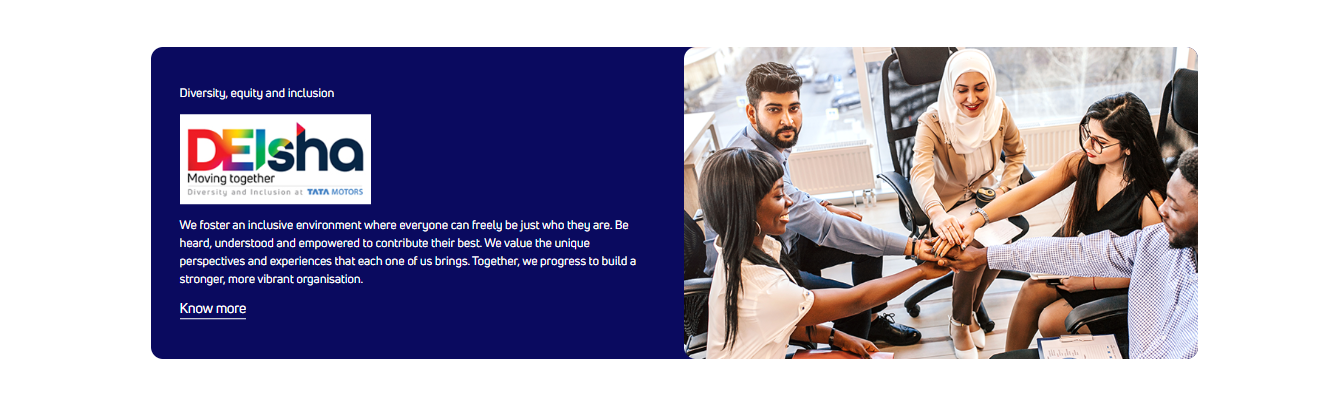 Diversity, equity and inclusion
DEIsha
Moving together
Diversity and Inclusion at TATA MOTORS
We foster an inclusive environment where everyone can freely be just who they are. Be
heard, understood and empowered to contribute their best. We value the unique
perspectives and experiences that each one of us brings. Together, we progress to build a
stronger, more vibrant organisation.
Know more